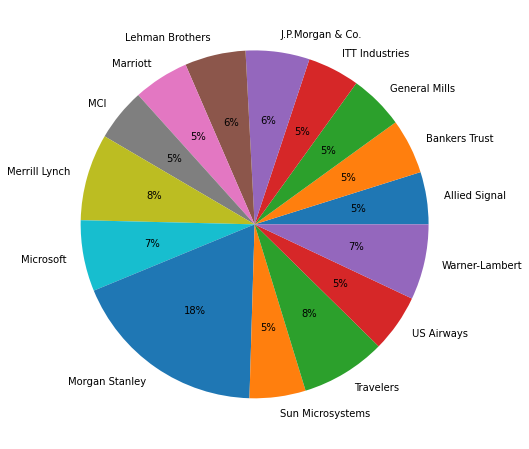 J.P.Morgan & Co.
Lehman Brothers
ITT Industries
Marriott
General Mills
MCI
Bankers Trust
Merrill Lynch
Allied Signal
Microsoft
Warner-Lambert
US Airways
Morgan Stanley
Travelers
Sun Microsystems
6%
6%
5%
5%
5%
5%
5%
8%
5%
7%
7%
5%
18%
8%
5%